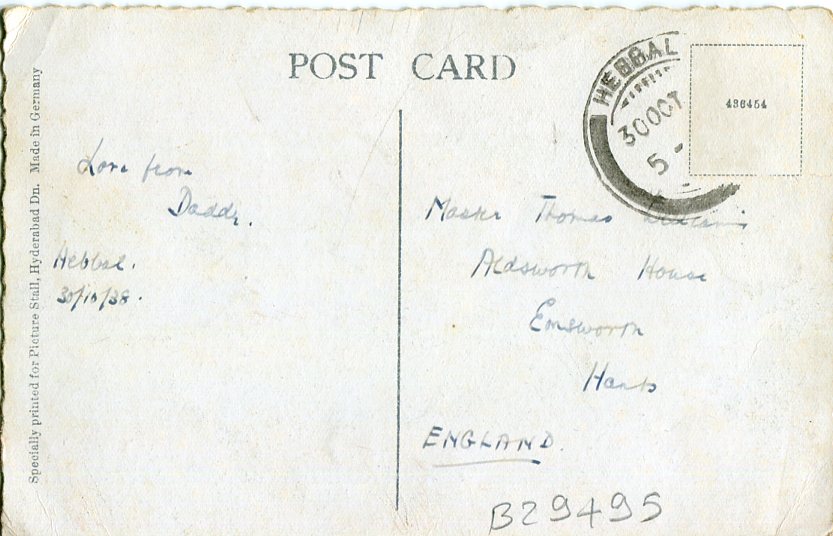 POST CARD
HEBBAL
30 OCT
5 -
436454
Specially printed for Picture Stall, Hyderabad Dn. Made in Germany
Love from
Daddy.
Hebbal.
30/10/38.
Master Thomas
Aldsworth House
Emsworth
Hants
ENGLAND.
B29495